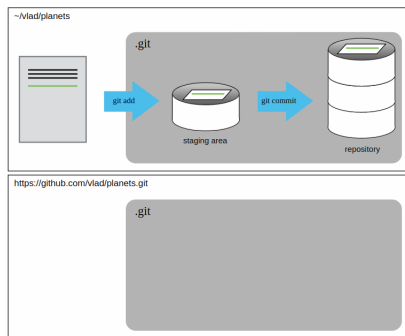 ~/vlad/planets
.git
git add
git commit
staging area
repository
https://github.com/vlad/planets.git
.git